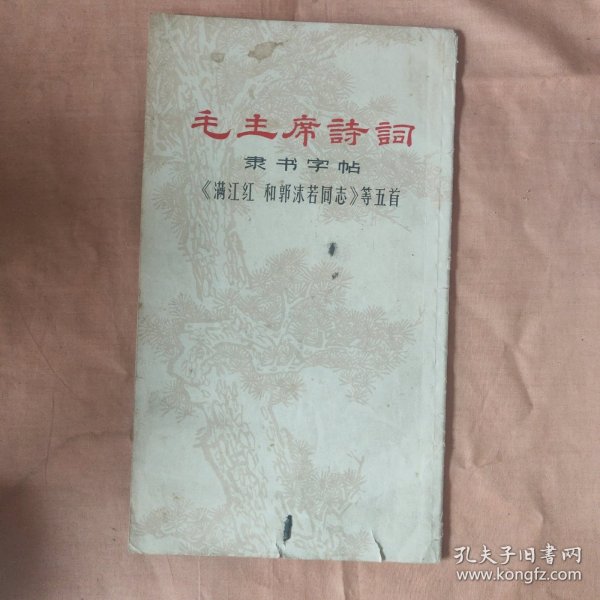 毛主席詩詞
隶书字帖
《满江红 和郭沫若同志》等五首
孔夫子旧书网
www.kongfz.com